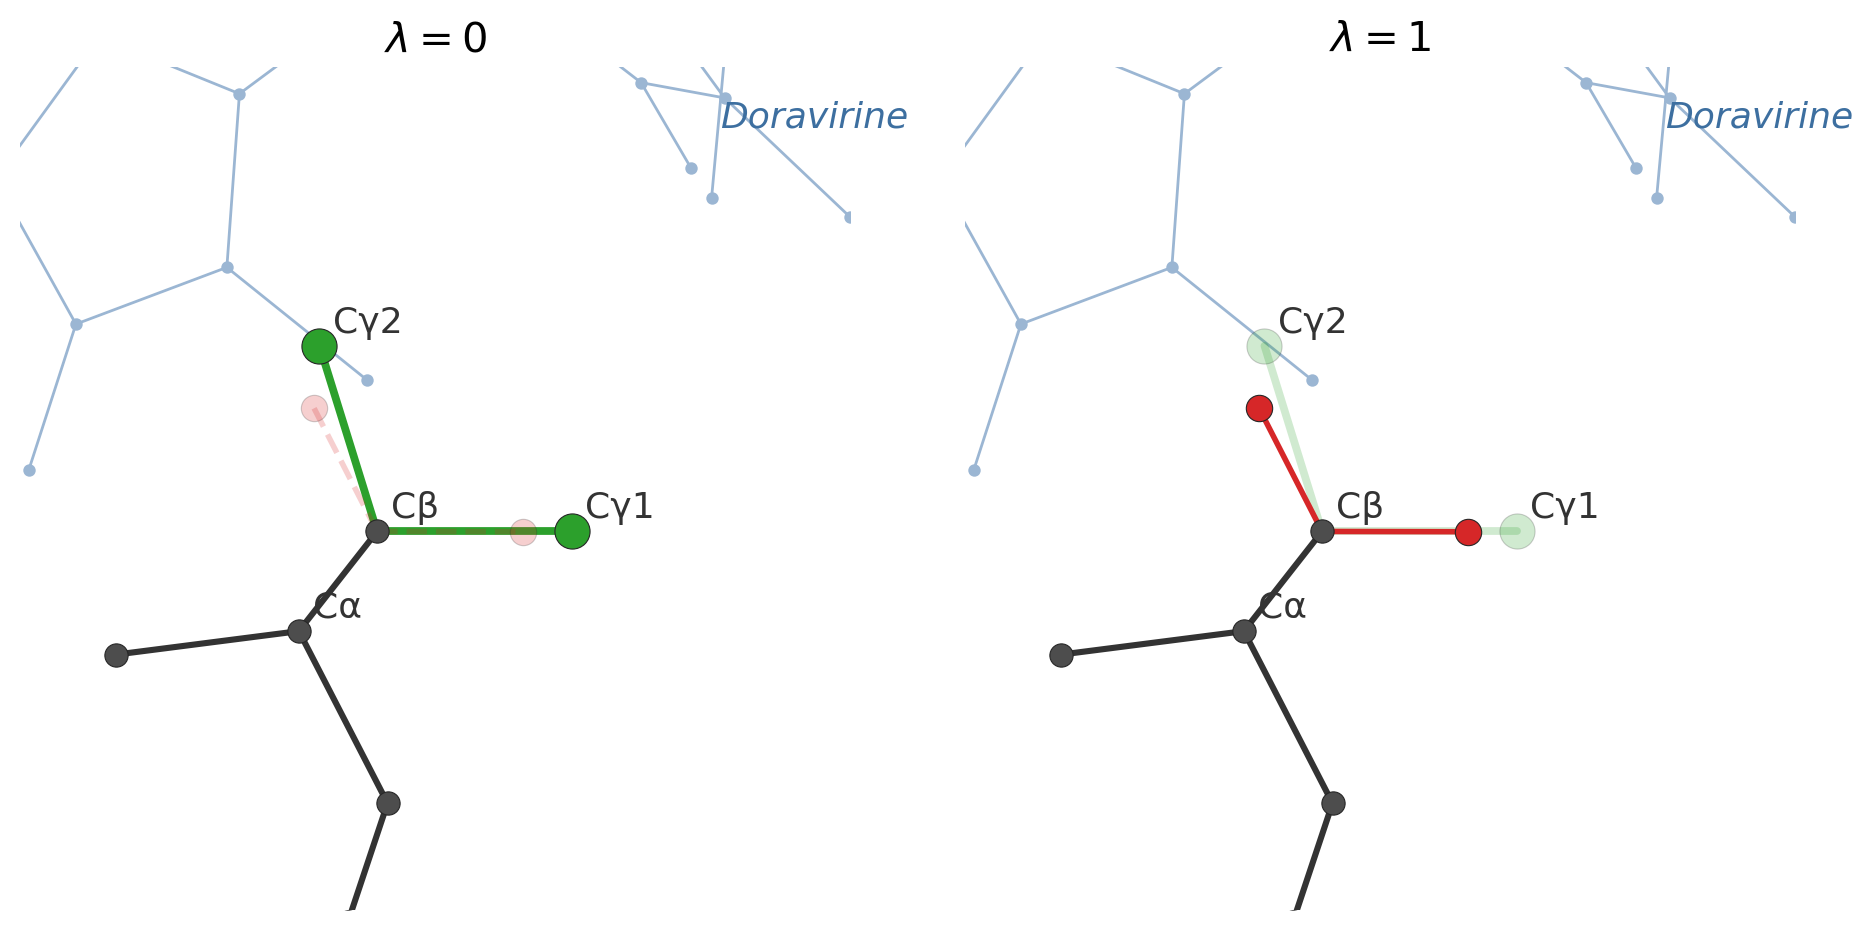 λ = 0
Doravirine
Cγ2
Cβ
Cγ1
Cα
λ = 1
Doravirine
Cγ2
Cβ
Cγ1
Cα